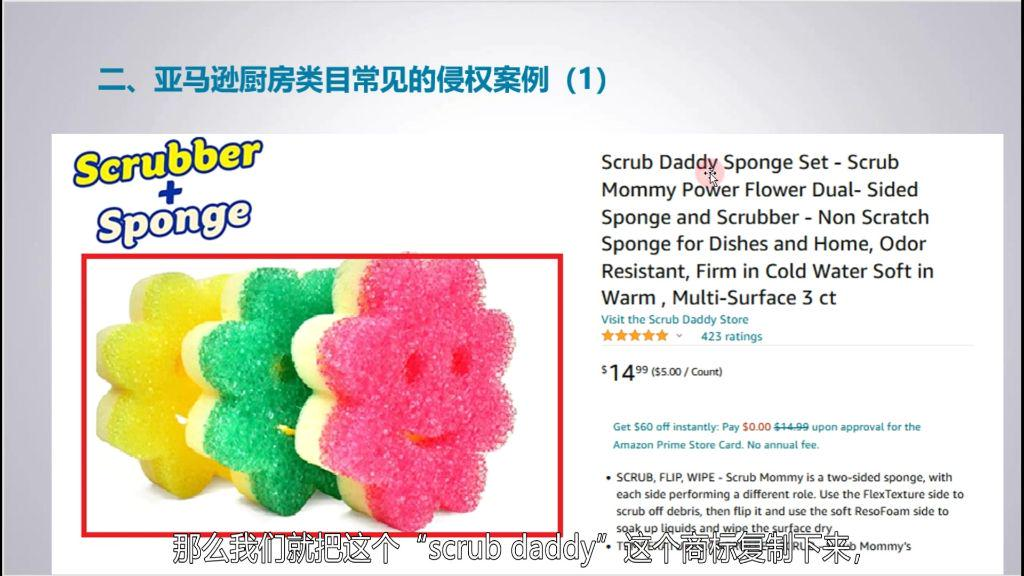 二、亚马逊厨房类目常见的侵权案例（1）
Scrubber
+
Sponge
Scrub Daddy Sponge Set - Scrub
Mommy Power Flower Dual- Sided
Sponge and Scrubber - Non Scratch
Sponge for Dishes and Home, Odor
Resistant, Firm in Cold Water Soft in
Warm , Multi-Surface 3 ct
Visit the Scrub Daddy Store
423 ratings
$14.99 ($5.00 / Count)
Get $60 off instantly: Pay $0.00 $14.99 upon approval for the
Amazon Prime Store Card. No annual fee.
• SCRUB, FLIP, WIPE - Scrub Mommy is a two-sided sponge, with
each side performing a different role. Use the FlexTexture side to
scrub off debris, then flip it and use the soft ResoFoam side to
soak up liquids and wipe the surface dry
Mommy's
那么我们就把这个“scrub daddy”这个商标复制下来,